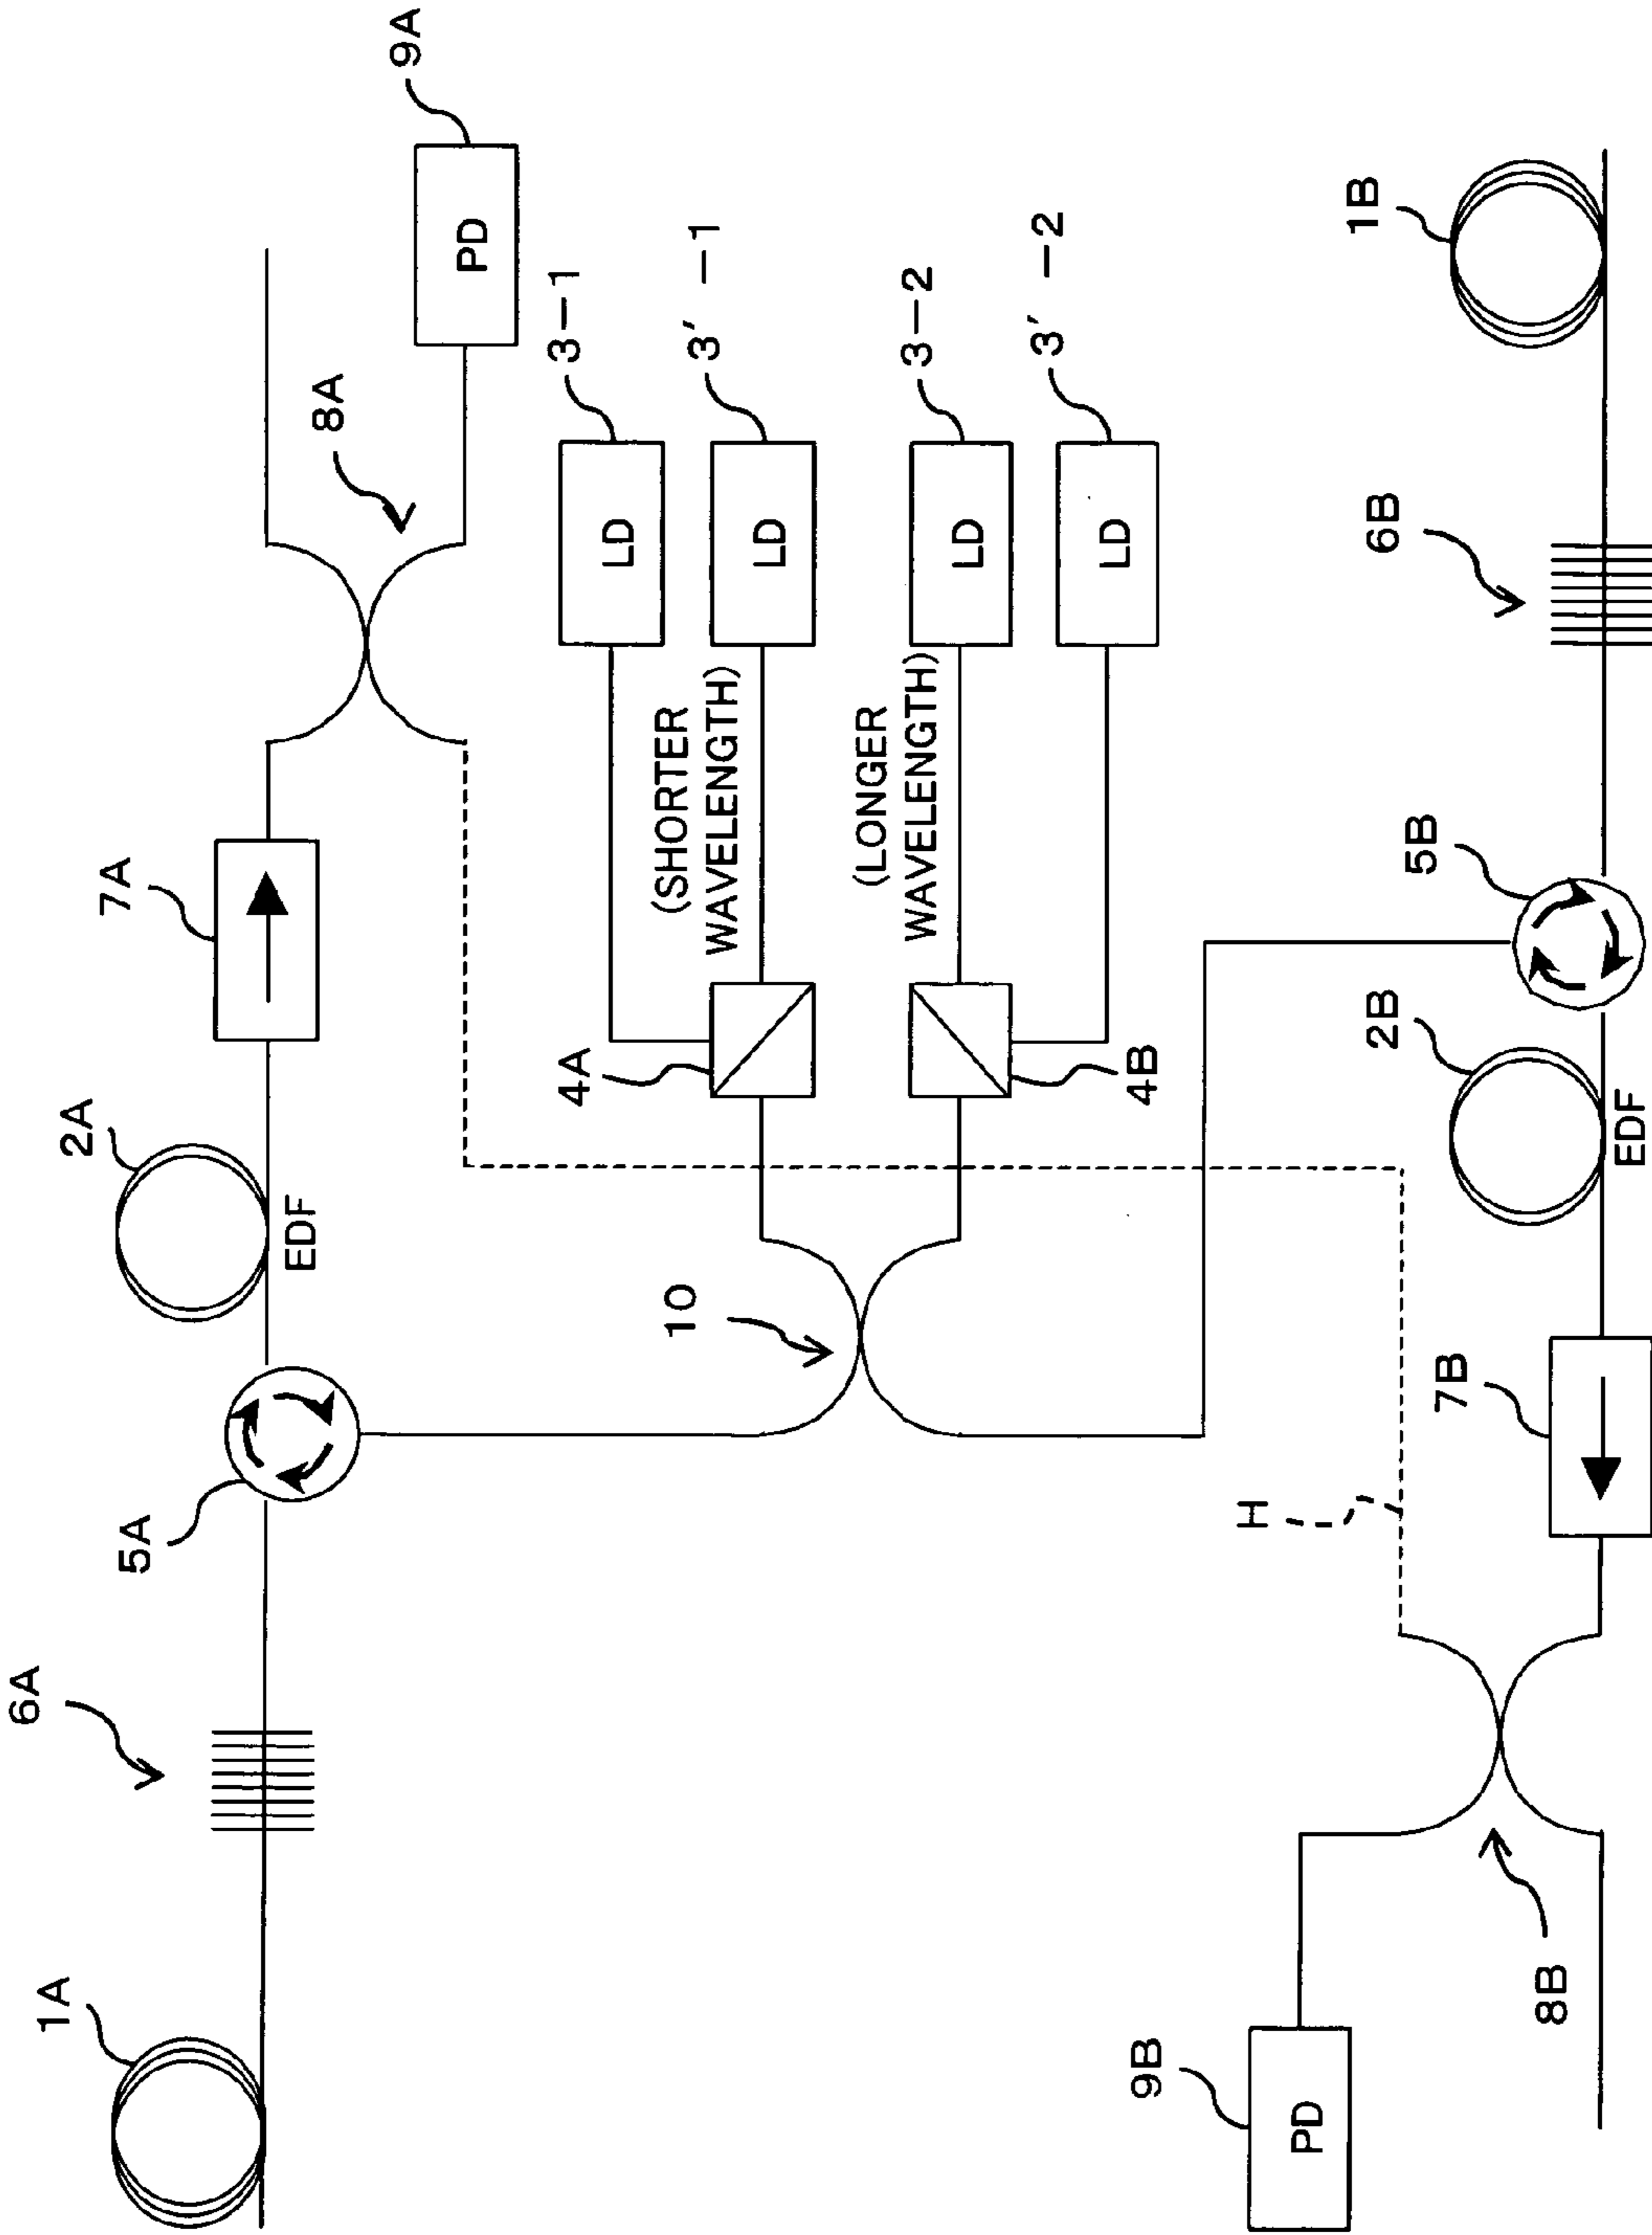 1A
6A
5A
2A
EDF
7A
8A
9A
PD
3-1
LD
3'-1
LD
(SHORTER
WAVELENGTH)
4A
10
3-2
LD
(LONGER
WAVELENGTH)
3'-2
LD
4B
H
9B
PD
8B
7B
2B
EDF
5B
6B
1B